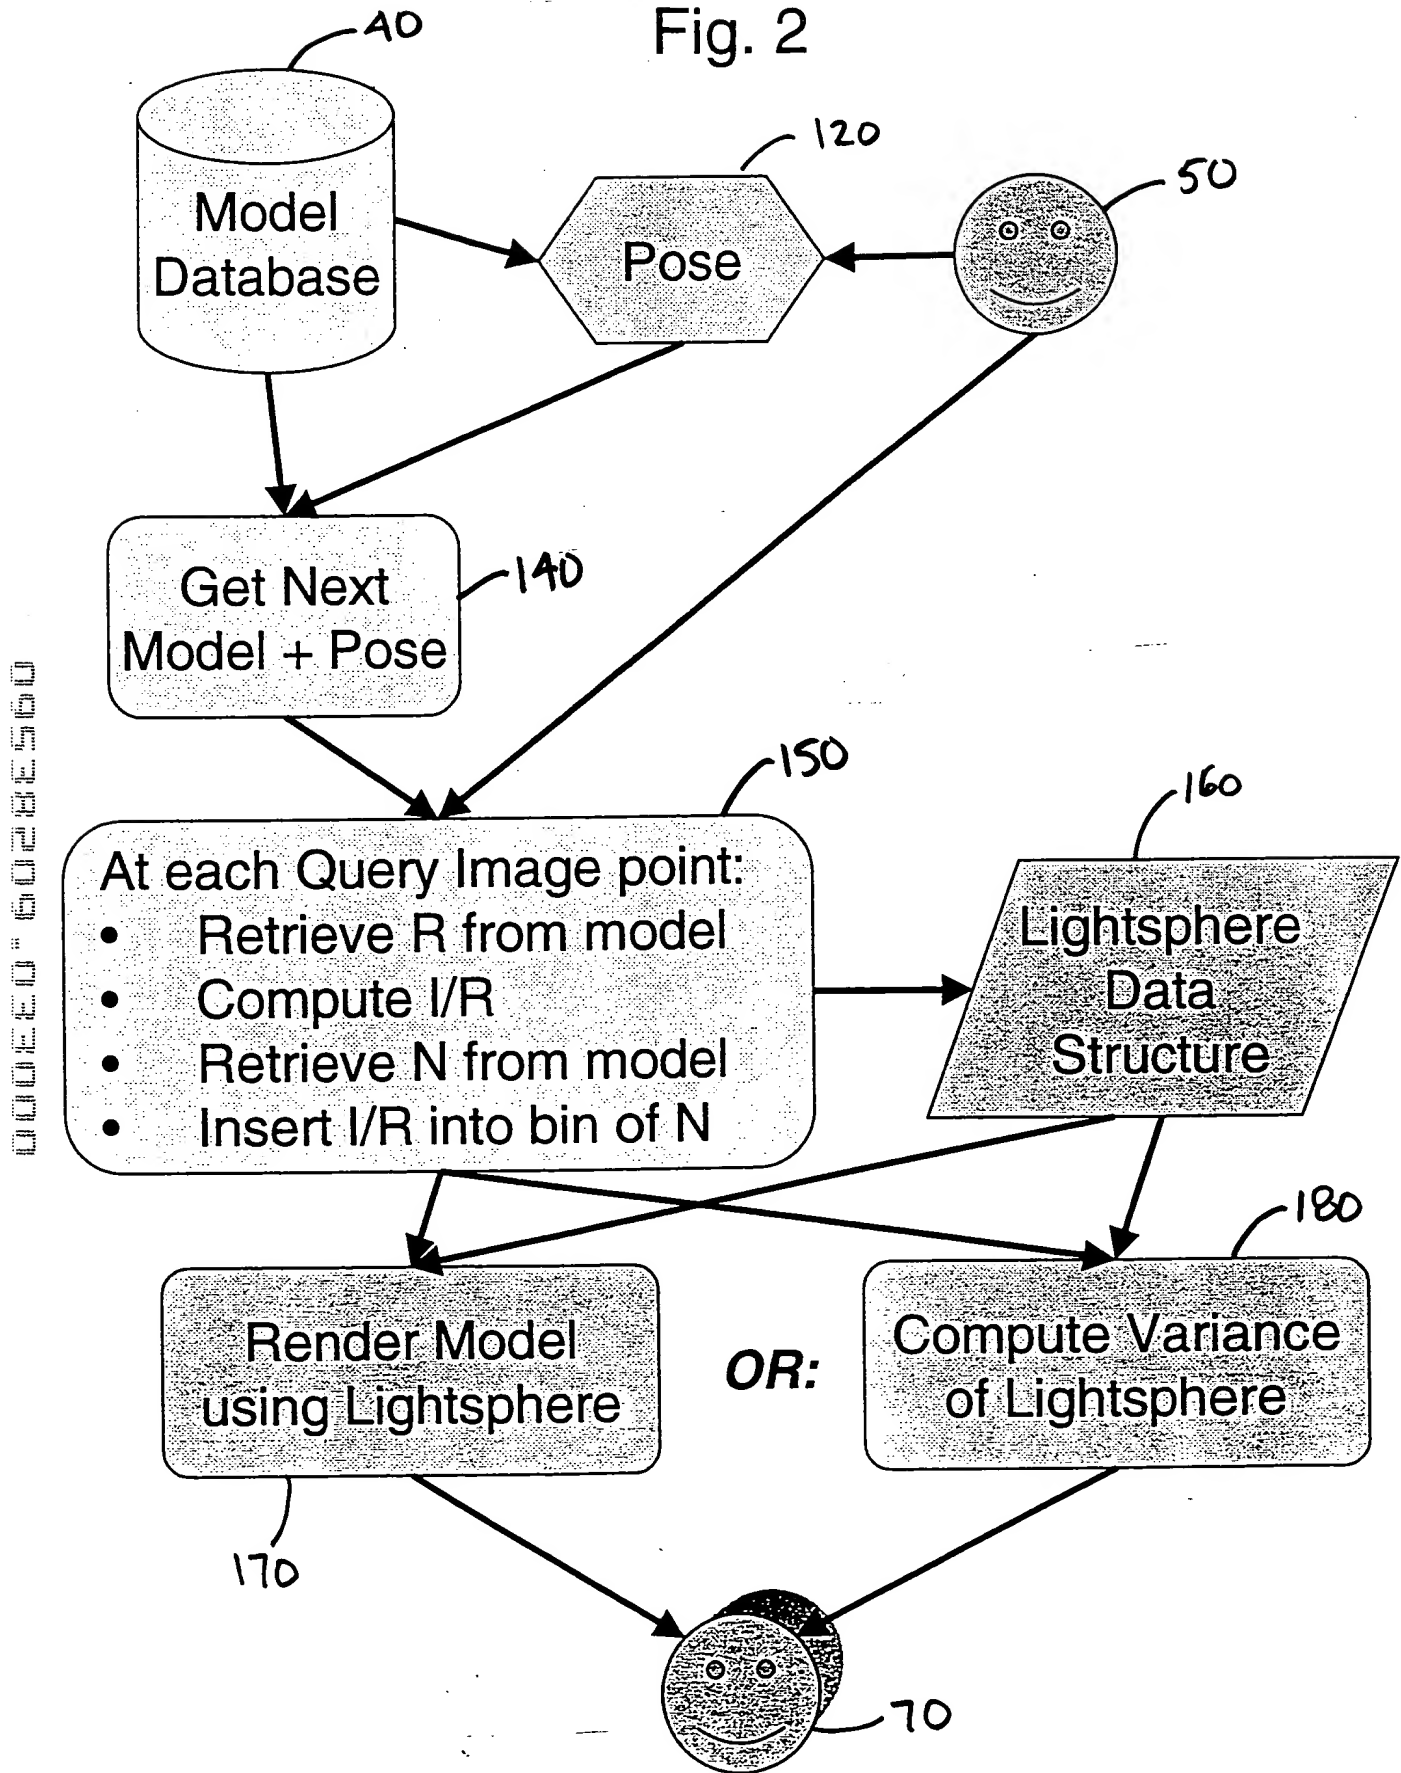 Fig. 2
40
120
50
Model
Database
Pose
140
Get Next
Model + Pose
150
160
At each Query Image point:
• Retrieve R from model
• Compute I/R
• Retrieve N from model
• Insert I/R into bin of N
Lightsphere
Data
Structure
180
Render Model
using Lightsphere
OR:
Compute Variance
of Lightsphere
170
70